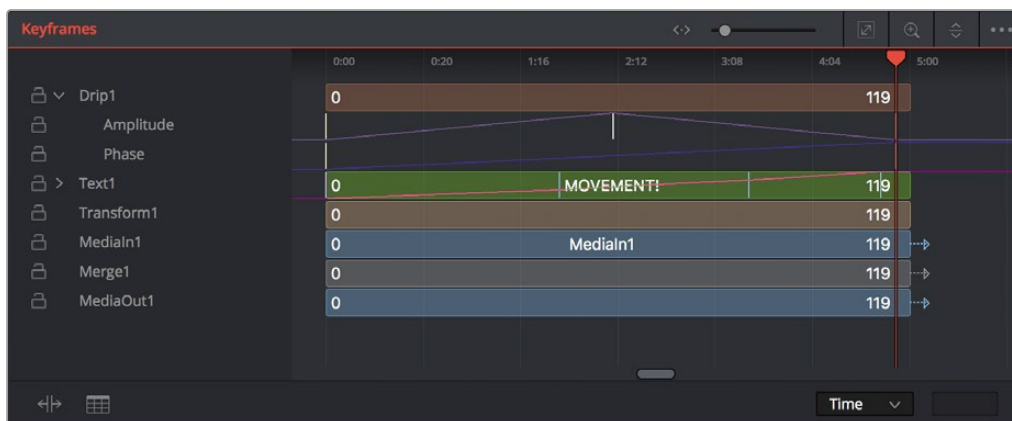 Keyframes
0:00 0:20 1:16 2:12 3:08 4:04 5:00
Drip1 0 119
Amplitude
Phase
Text1 0 MOVEMENT! 119
Transform1 0 119
MediaIn1 0 MediaIn1 119
Merge1 0 119
MediaOut1 0 119
Time